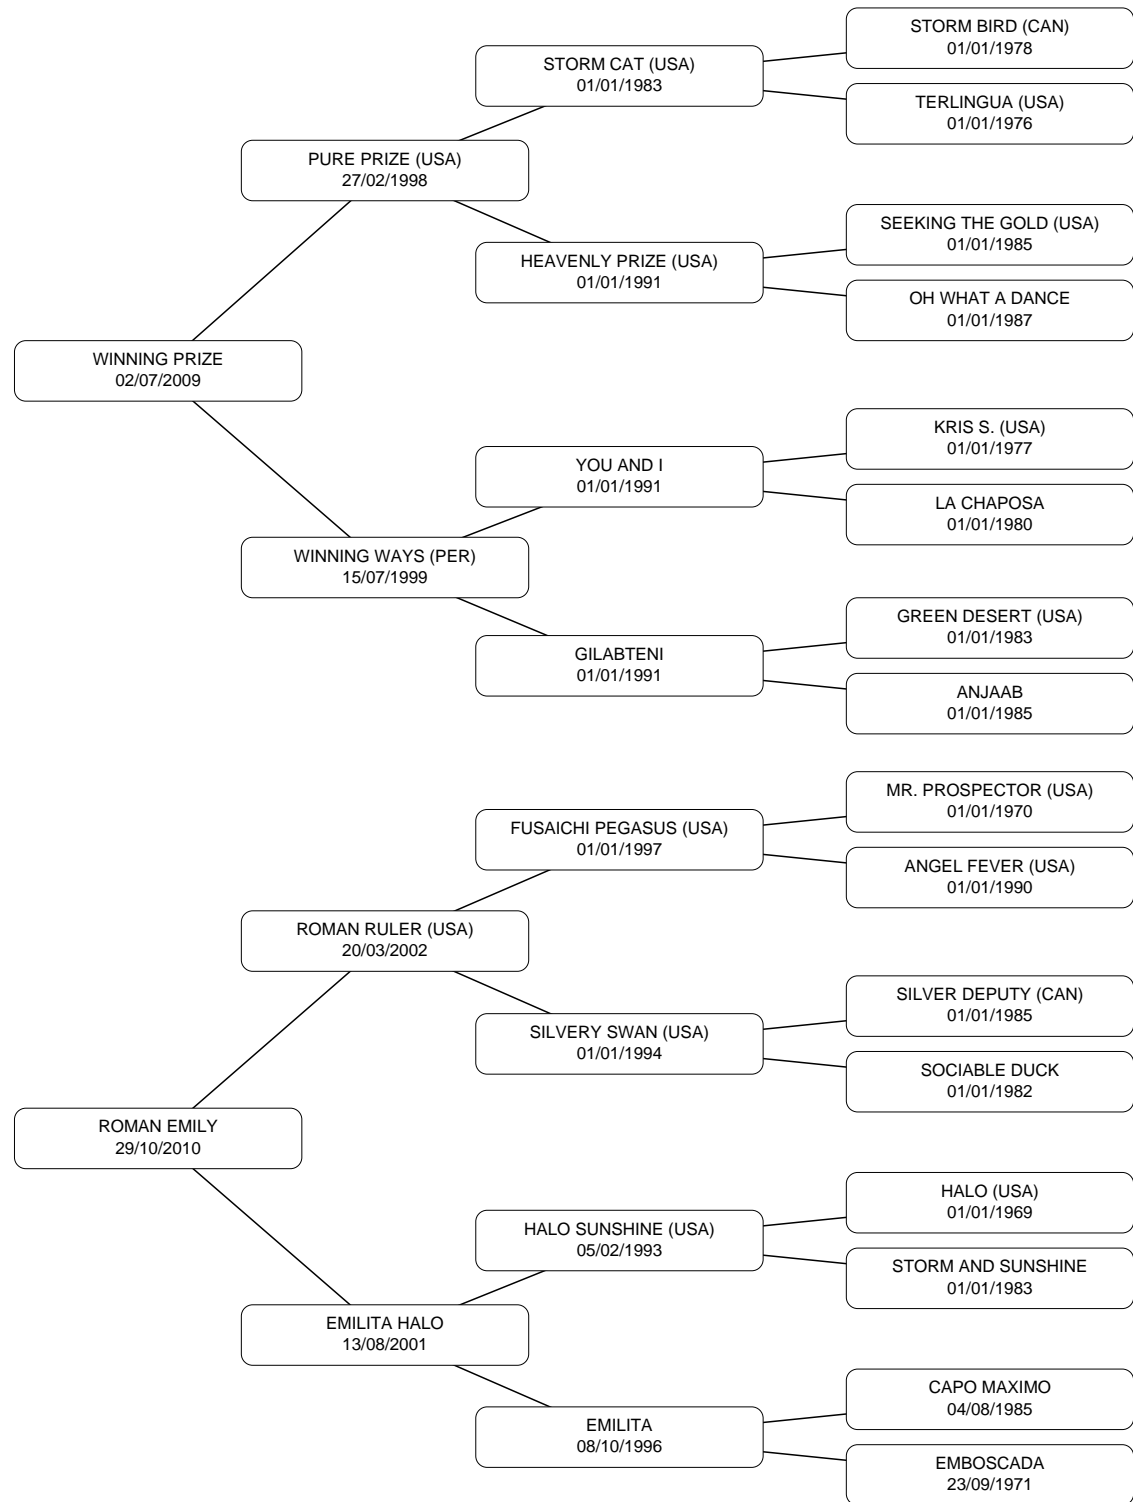 STORM BIRD (CAN)
01/01/1978
STORM CAT (USA)
01/01/1983
TERLINGUA (USA)
01/01/1976
PURE PRIZE (USA)
27/02/1998
SEEKING THE GOLD (USA)
01/01/1985
HEAVENLY PRIZE (USA)
01/01/1991
OH WHAT A DANCE
01/01/1987
WINNING PRIZE
02/07/2009
KRIS S. (USA)
01/01/1977
YOU AND I
01/01/1991
LA CHAPOSA
01/01/1980
WINNING WAYS (PER)
15/07/1999
GREEN DESERT (USA)
01/01/1983
GILABTENI
01/01/1991
ANJAAB
01/01/1985
MR. PROSPECTOR (USA)
01/01/1970
FUSAICHI PEGASUS (USA)
01/01/1997
ANGEL FEVER (USA)
01/01/1990
ROMAN RULER (USA)
20/03/2002
SILVER DEPUTY (CAN)
01/01/1985
SILVERY SWAN (USA)
01/01/1994
SOCIABLE DUCK
01/01/1982
ROMAN EMILY
29/10/2010
HALO (USA)
01/01/1969
HALO SUNSHINE (USA)
05/02/1993
STORM AND SUNSHINE
01/01/1983
EMILITA HALO
13/08/2001
CAPO MAXIMO
04/08/1985
EMILITA
08/10/1996
EMBOSCADA
23/09/1971